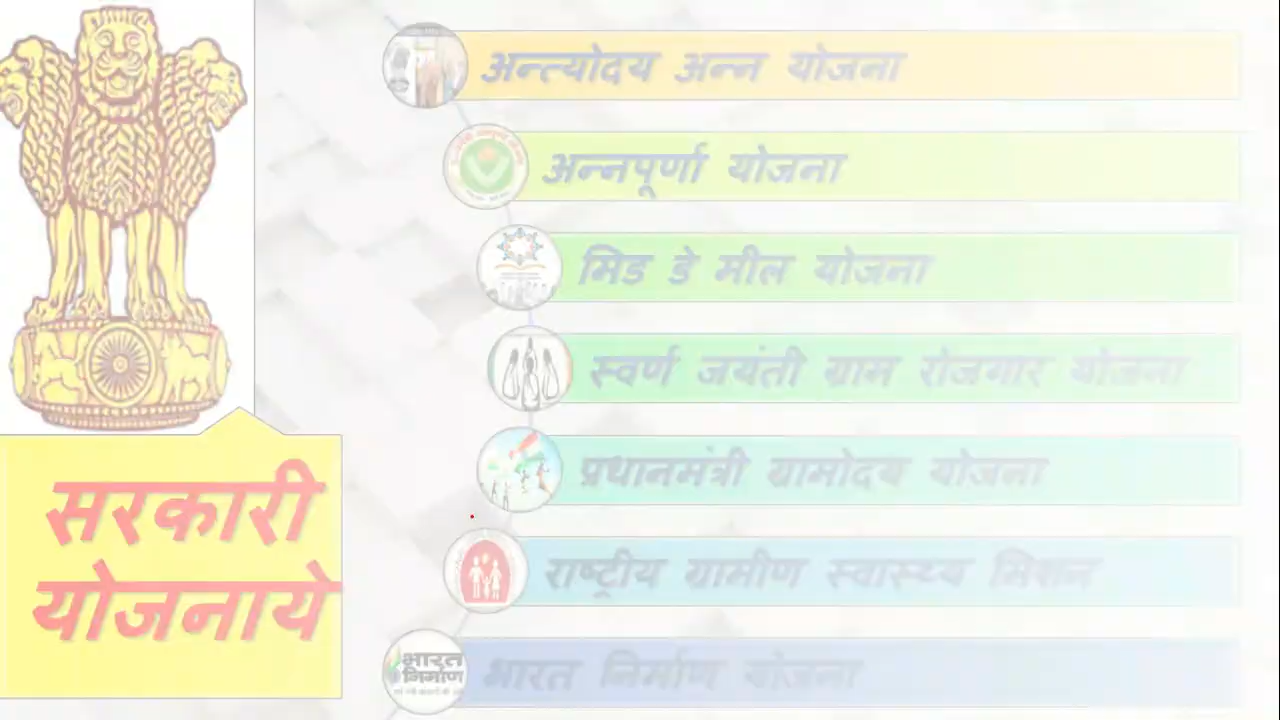 सरकारी
योजनाये
अन्त्योदय अन्न योजना
अन्नपूर्णा योजना
मिड डे मील योजना
स्वर्ण जयंती ग्राम रोजगार योजना
प्रधानमंत्री ग्रामोदय योजना
राष्ट्रीय ग्रामीण स्वास्थ्य मिशन
भारत
निर्माण
भारत निर्माण योजना